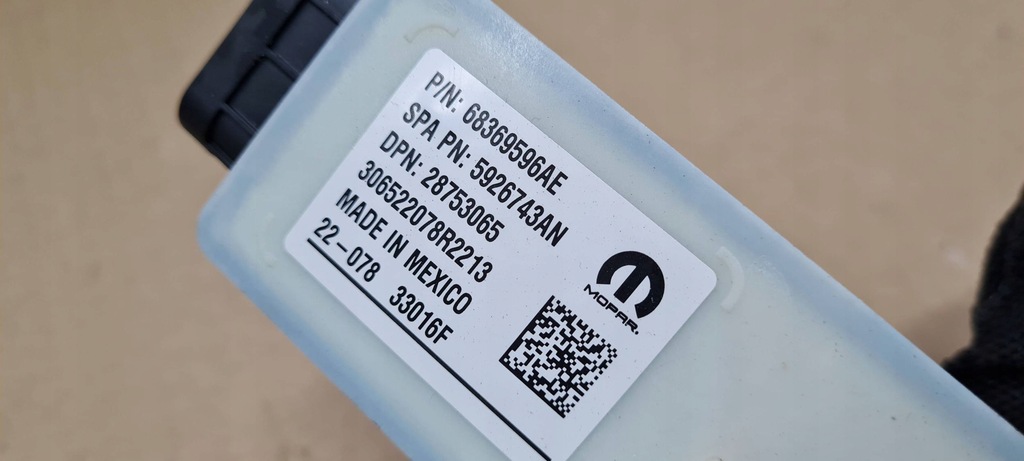 P/N: 68369596AE
SPA PN: 5926743AN
DPN: 28753065
306522078R2213
MADE IN MEXICO
22-078 33016F
MOPAR.